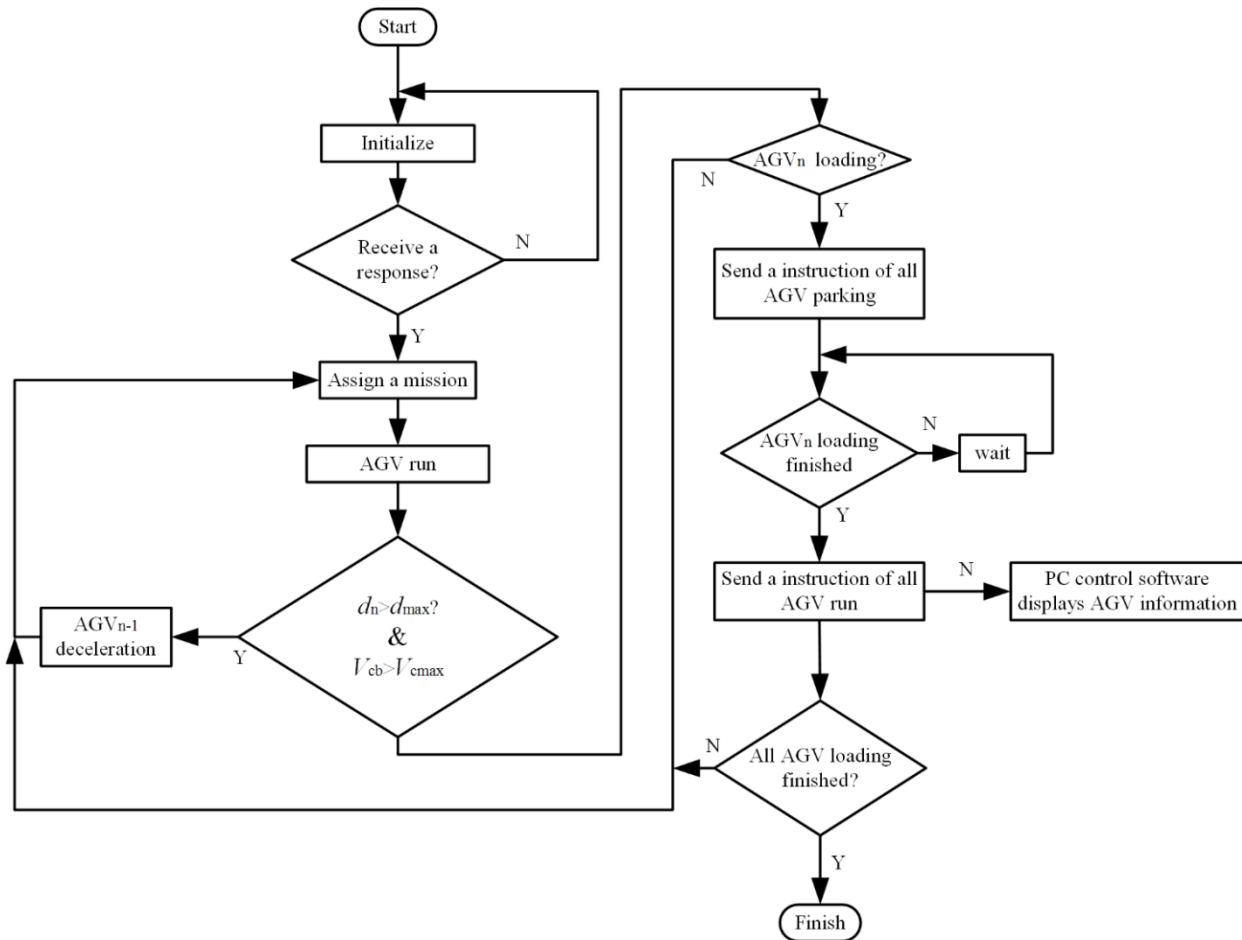 Start
Initialize
Receive a
response?
N
Y
Assign a mission
AGV run
dn>dmax?
&
Vcb>Vcmax
Y
AGVn-1
deceleration
AGVn loading?
N
Y
Send a instruction of all
AGV parking
AGVn loading
finished
N
wait
Y
Send a instruction of all
AGV run
N
PC control software
displays AGV information
All AGV loading
finished?
N
Y
Finish